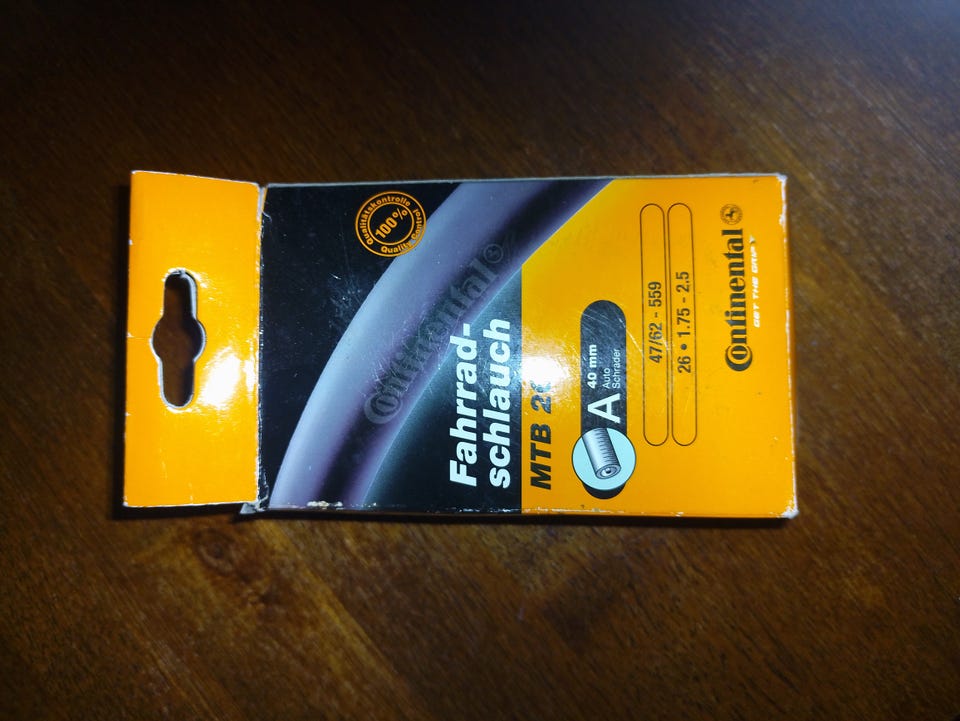 Qualitätskontrolle
100%
Quality Control
Continental
Fahrrad-
schlauch
MTB
A
40 mm
Auto
Schrader
47/62 - 559
26 • 1.75 - 2.5
Continental
GET THE GRIP